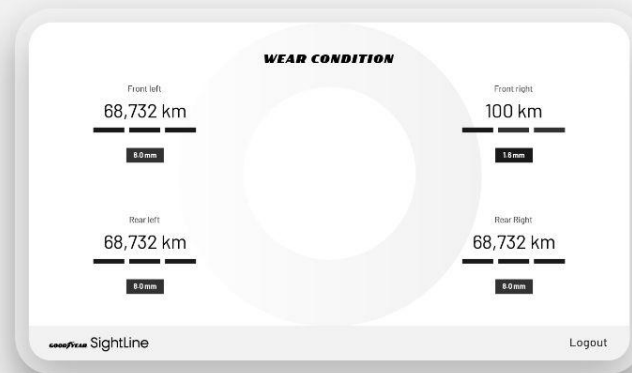 WEAR CONDITION
Front left
68,732 km
8.0mm
Front right
100 km
1.6mm
Rear left
68,732 km
8.0mm
Rear Right
68,732 km
8.0mm
GOODYEAR SightLine
Logout